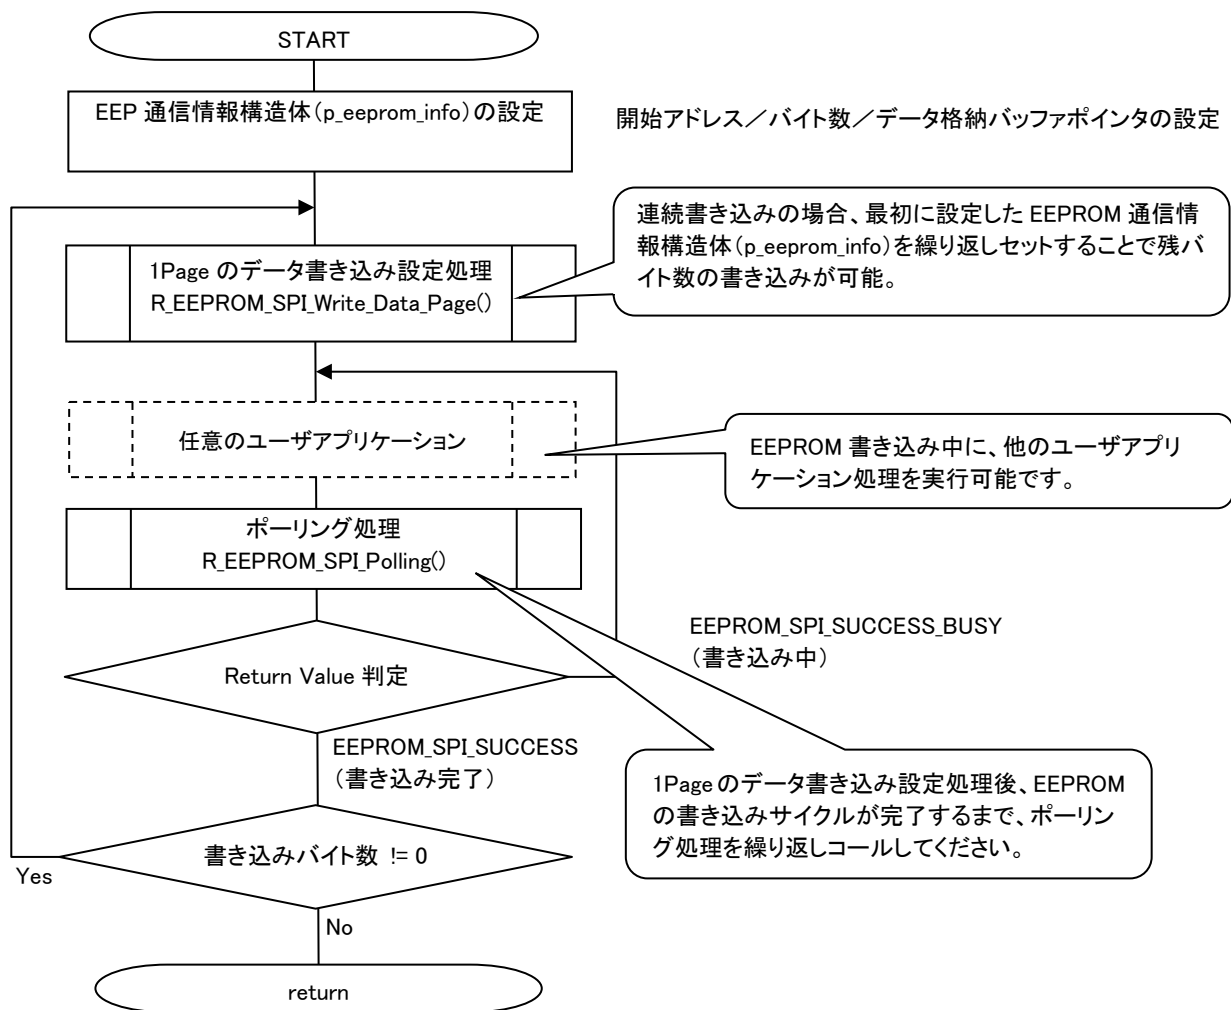 START
EEP 通信情報構造体(p_eeprom_info)の設定
開始アドレス/バイト数/データ格納バッファポインタの設定
連続書き込みの場合、最初に設定した EEPROM 通信情
報構造体(p_eeprom_info)を繰り返しセットすることで残バ
イト数の書き込みが可能。
1Page のデータ書き込み設定処理
R_EEPROM_SPI_Write_Data_Page()
任意のユーザアプリケーション
EEPROM 書き込み中に、他のユーザアプリ
ケーション処理を実行可能です。
ポーリング処理
R_EEPROM_SPI_Polling()
EEPROM_SPI_SUCCESS_BUSY
(書き込み中)
Return Value 判定
EEPROM_SPI_SUCCESS
(書き込み完了)
1Page のデータ書き込み設定処理後、EEPROM
の書き込みサイクルが完了するまで、ポーリン
グ処理を繰り返しコールしてください。
書き込みバイト数 != 0
Yes
No
return